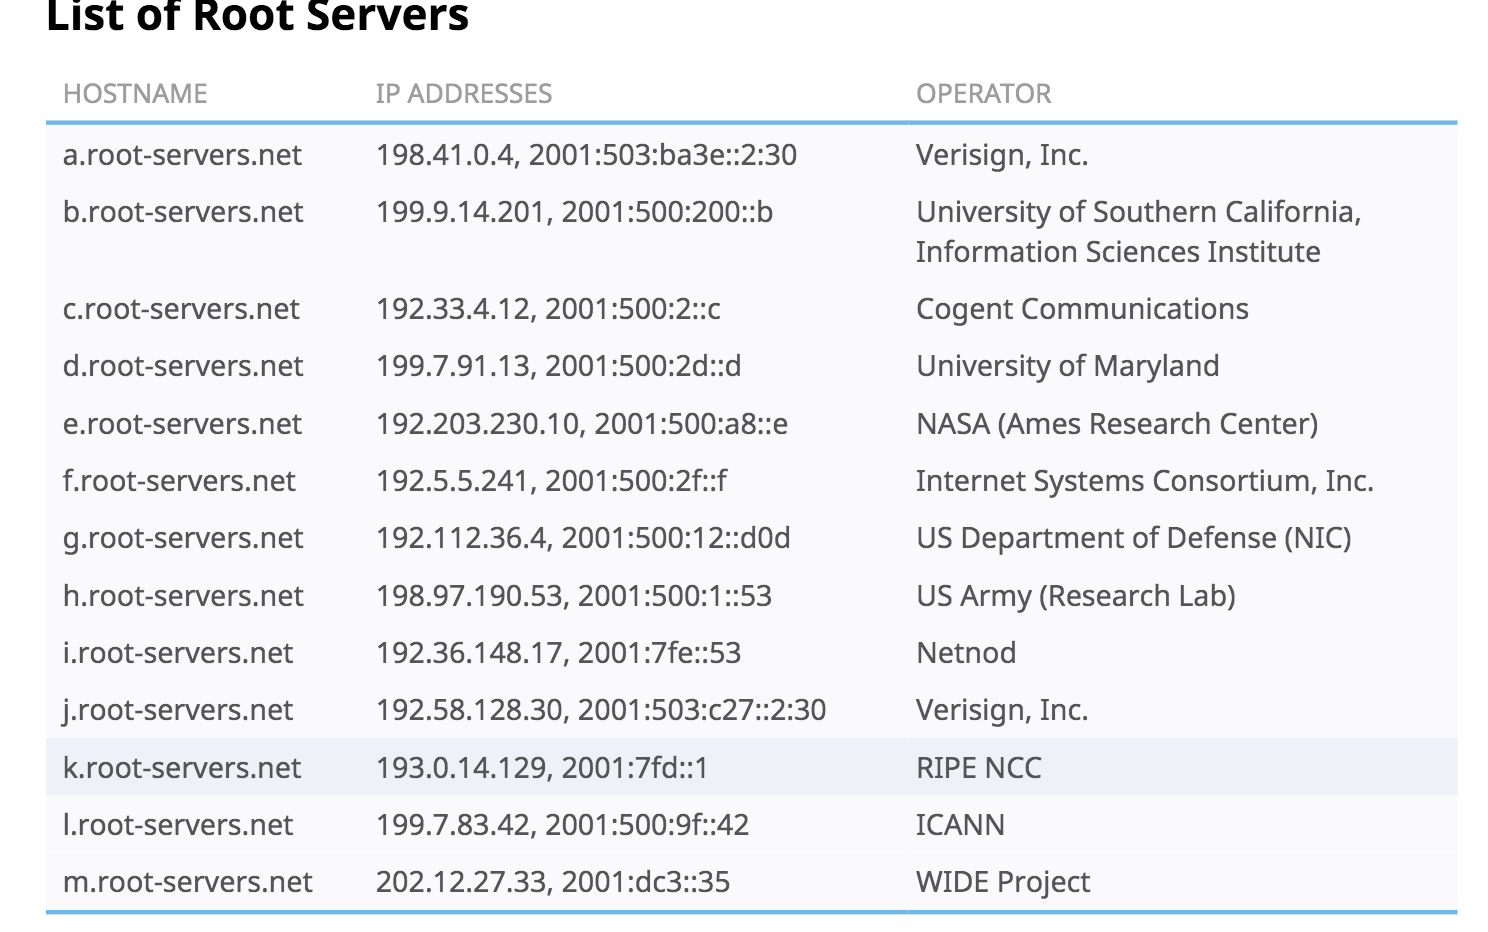 List of Root Servers
HOSTNAME IP ADDRESSES OPERATOR
a.root-servers.net 198.41.0.4, 2001:503:ba3e::2:30 Verisign, Inc.
b.root-servers.net 199.9.14.201, 2001:500:200::b University of Southern California,
Information Sciences Institute
c.root-servers.net 192.33.4.12, 2001:500:2::c Cogent Communications
d.root-servers.net 199.7.91.13, 2001:500:2d::d University of Maryland
e.root-servers.net 192.203.230.10, 2001:500:a8::e NASA (Ames Research Center)
f.root-servers.net 192.5.5.241, 2001:500:2f::f Internet Systems Consortium, Inc.
g.root-servers.net 192.112.36.4, 2001:500:12::d0d US Department of Defense (NIC)
h.root-servers.net 198.97.190.53, 2001:500:1::53 US Army (Research Lab)
i.root-servers.net 192.36.148.17, 2001:7fe::53 Netnod
j.root-servers.net 192.58.128.30, 2001:503:c27::2:30 Verisign, Inc.
k.root-servers.net 193.0.14.129, 2001:7fd::1 RIPE NCC
l.root-servers.net 199.7.83.42, 2001:500:9f::42 ICANN
m.root-servers.net 202.12.27.33, 2001:dc3::35 WIDE Project